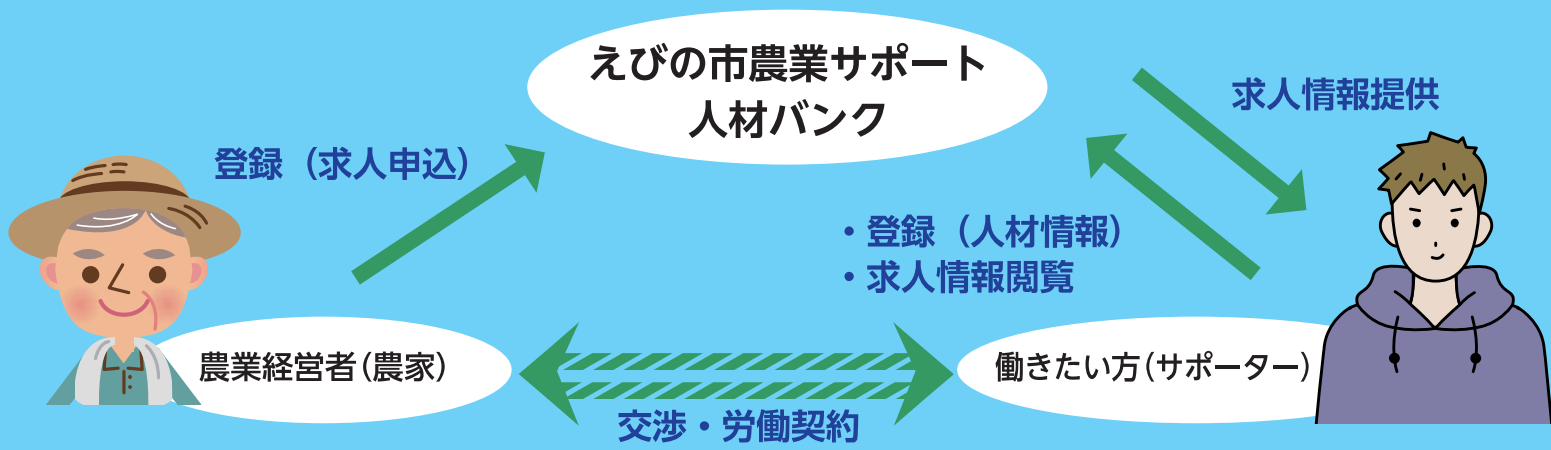 えびの市農業サポート
人材バンク
求人情報提供
登録（求人申込）
・登録（人材情報）
・求人情報閲覧
農業経営者（農家）
働きたい方（サポーター）
交渉・労働契約